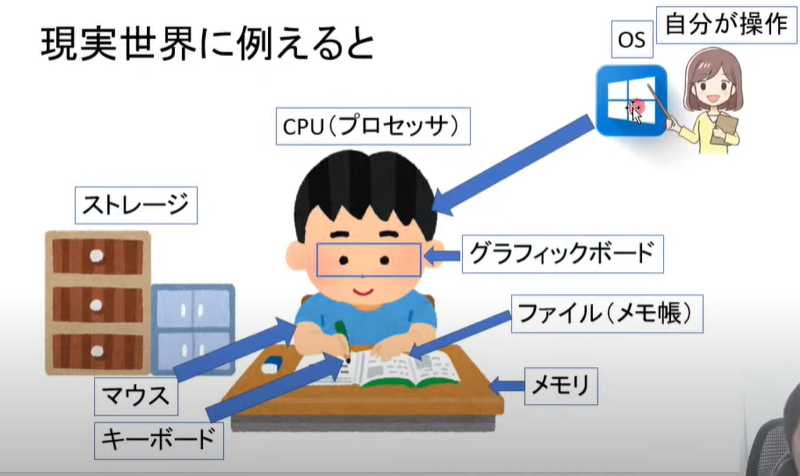 現実世界に例えると
OS
自分が操作
CPU(プロセッサ)
ストレージ
グラフィックボード
ファイル(メモ帳)
メモリ
マウス
キーボード